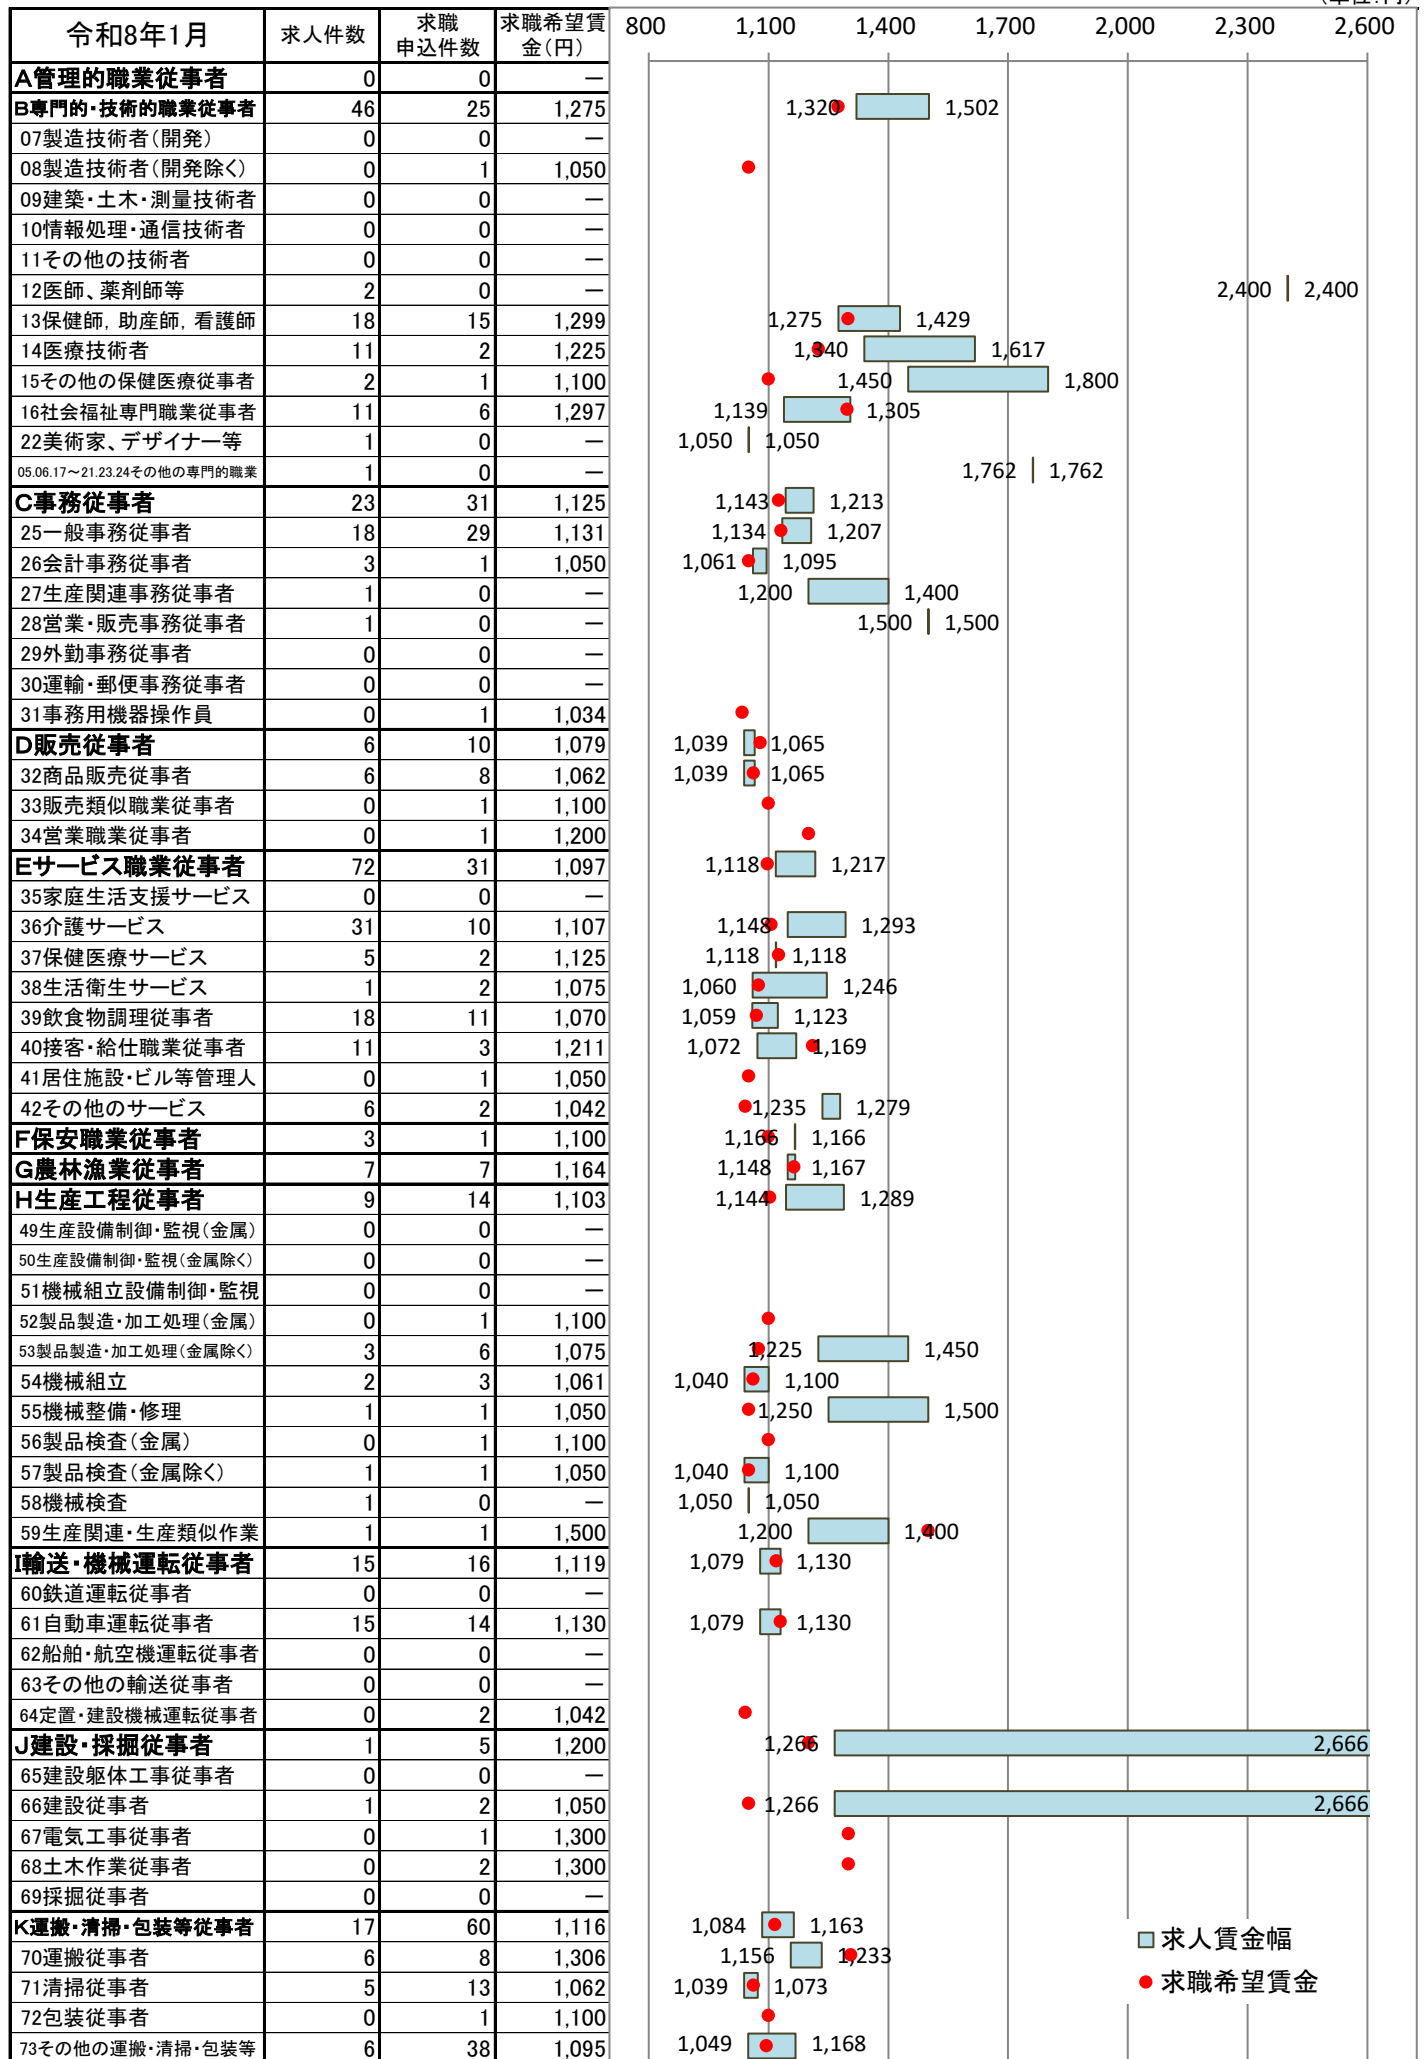 (単位:円)
令和8年1月 求人件数 求職申込件数 求職希望賃金(円) 800 1,100 1,400 1,700 2,000 2,300 2,600
A管理的職業従事者 0 0 ―
B専門的・技術的職業従事者 46 25 1,275 1,320 1,502
07製造技術者(開発) 0 0 ―
08製造技術者(開発除く) 0 1 1,050
09建築・土木・測量技術者 0 0 ―
10情報処理・通信技術者 0 0 ―
11その他の技術者 0 0 ―
12医師、薬剤師等 2 0 ― 2,400 2,400
13保健師, 助産師, 看護師 18 15 1,299 1,275 1,429
14医療技術者 11 2 1,225 1,340 1,617
15その他の保健医療従事者 2 1 1,100 1,450 1,800
16社会福祉専門職業従事者 11 6 1,297 1,139 1,305
22美術家、デザイナー等 1 0 ― 1,050 1,050
05.06.17～21.23.24その他の専門的職業 1 0 ― 1,762 1,762
C事務従事者 23 31 1,125 1,143 1,213
25一般事務従事者 18 29 1,131 1,134 1,207
26会計事務従事者 3 1 1,050 1,061 1,095
27生産関連事務従事者 1 0 ― 1,200 1,400
28営業・販売事務従事者 1 0 ― 1,500 1,500
29外勤事務従事者 0 0 ―
30運輸・郵便事務従事者 0 0 ―
31事務用機器操作員 0 1 1,034
D販売従事者 6 10 1,079 1,039 1,065
32商品販売従事者 6 8 1,062 1,039 1,065
33販売類似職業従事者 0 1 1,100
34営業職業従事者 0 1 1,200
Eサービス職業従事者 72 31 1,097 1,118 1,217
35家庭生活支援サービス 0 0 ―
36介護サービス 31 10 1,107 1,148 1,293
37保健医療サービス 5 2 1,125 1,118 1,118
38生活衛生サービス 1 2 1,075 1,060 1,246
39飲食物調理従事者 18 11 1,070 1,059 1,123
40接客・給仕職業従事者 11 3 1,211 1,072 1,169
41居住施設・ビル等管理人 0 1 1,050
42その他のサービス 6 2 1,042 1,235 1,279
F保安職業従事者 3 1 1,100 1,166 1,166
G農林漁業従事者 7 7 1,164 1,148 1,167
H生産工程従事者 9 14 1,103 1,144 1,289
49生産設備制御・監視(金属) 0 0 ―
50生産設備制御・監視(金属除く) 0 0 ―
51機械組立設備制御・監視 0 0 ―
52製品製造・加工処理(金属) 0 1 1,100
53製品製造・加工処理(金属除く) 3 6 1,075 1,225 1,450
54機械組立 2 3 1,061 1,040 1,100
55機械整備・修理 1 1 1,050 1,250 1,500
56製品検査(金属) 0 1 1,100
57製品検査(金属除く) 1 1 1,050 1,040 1,100
58機械検査 1 0 ― 1,050 1,050
59生産関連・生産類似作業 1 1 1,500 1,200 1,400
I輸送・機械運転従事者 15 16 1,119 1,079 1,130
60鉄道運転従事者 0 0 ―
61自動車運転従事者 15 14 1,130 1,079 1,130
62船舶・航空機運転従事者 0 0 ―
63その他の輸送従事者 0 0 ―
64定置・建設機械運転従事者 0 2 1,042
J建設・採掘従事者 1 5 1,200 1,266 2,666
65建設躯体工事従事者 0 0 ―
66建設従事者 1 2 1,050 1,266 2,666
67電気工事従事者 0 1 1,300
68土木作業従事者 0 2 1,300
69採掘従事者 0 0 ―
K運搬・清掃・包装等従事者 17 60 1,116 1,084 1,163
求人賃金幅
70運搬従事者 6 8 1,306 1,156 1,233
71清掃従事者 5 13 1,062 1,039 1,073
求職希望賃金
72包装従事者 0 1 1,100
73その他の運搬・清掃・包装等 6 38 1,095 1,049 1,168